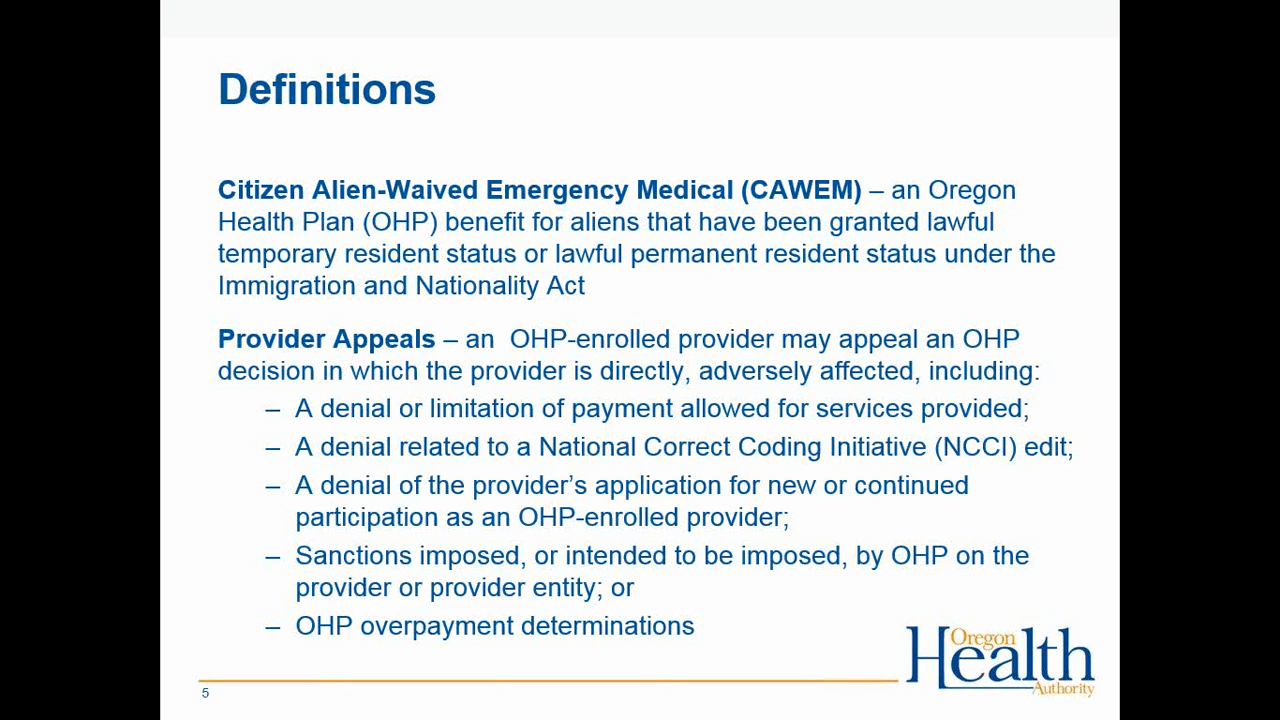 Definitions
Citizen Alien-Waived Emergency Medical (CAWEM) – an Oregon
Health Plan (OHP) benefit for aliens that have been granted lawful
temporary resident status or lawful permanent resident status under the
Immigration and Nationality Act
Provider Appeals – an  OHP-enrolled provider may appeal an OHP
decision in which the provider is directly, adversely affected, including:
– A denial or limitation of payment allowed for services provided;
– A denial related to a National Correct Coding Initiative (NCCI) edit;
– A denial of the provider’s application for new or continued
participation as an OHP-enrolled provider;
– Sanctions imposed, or intended to be imposed, by OHP on the
provider or provider entity; or
– OHP overpayment determinations
Oregon
Health
Authority
5